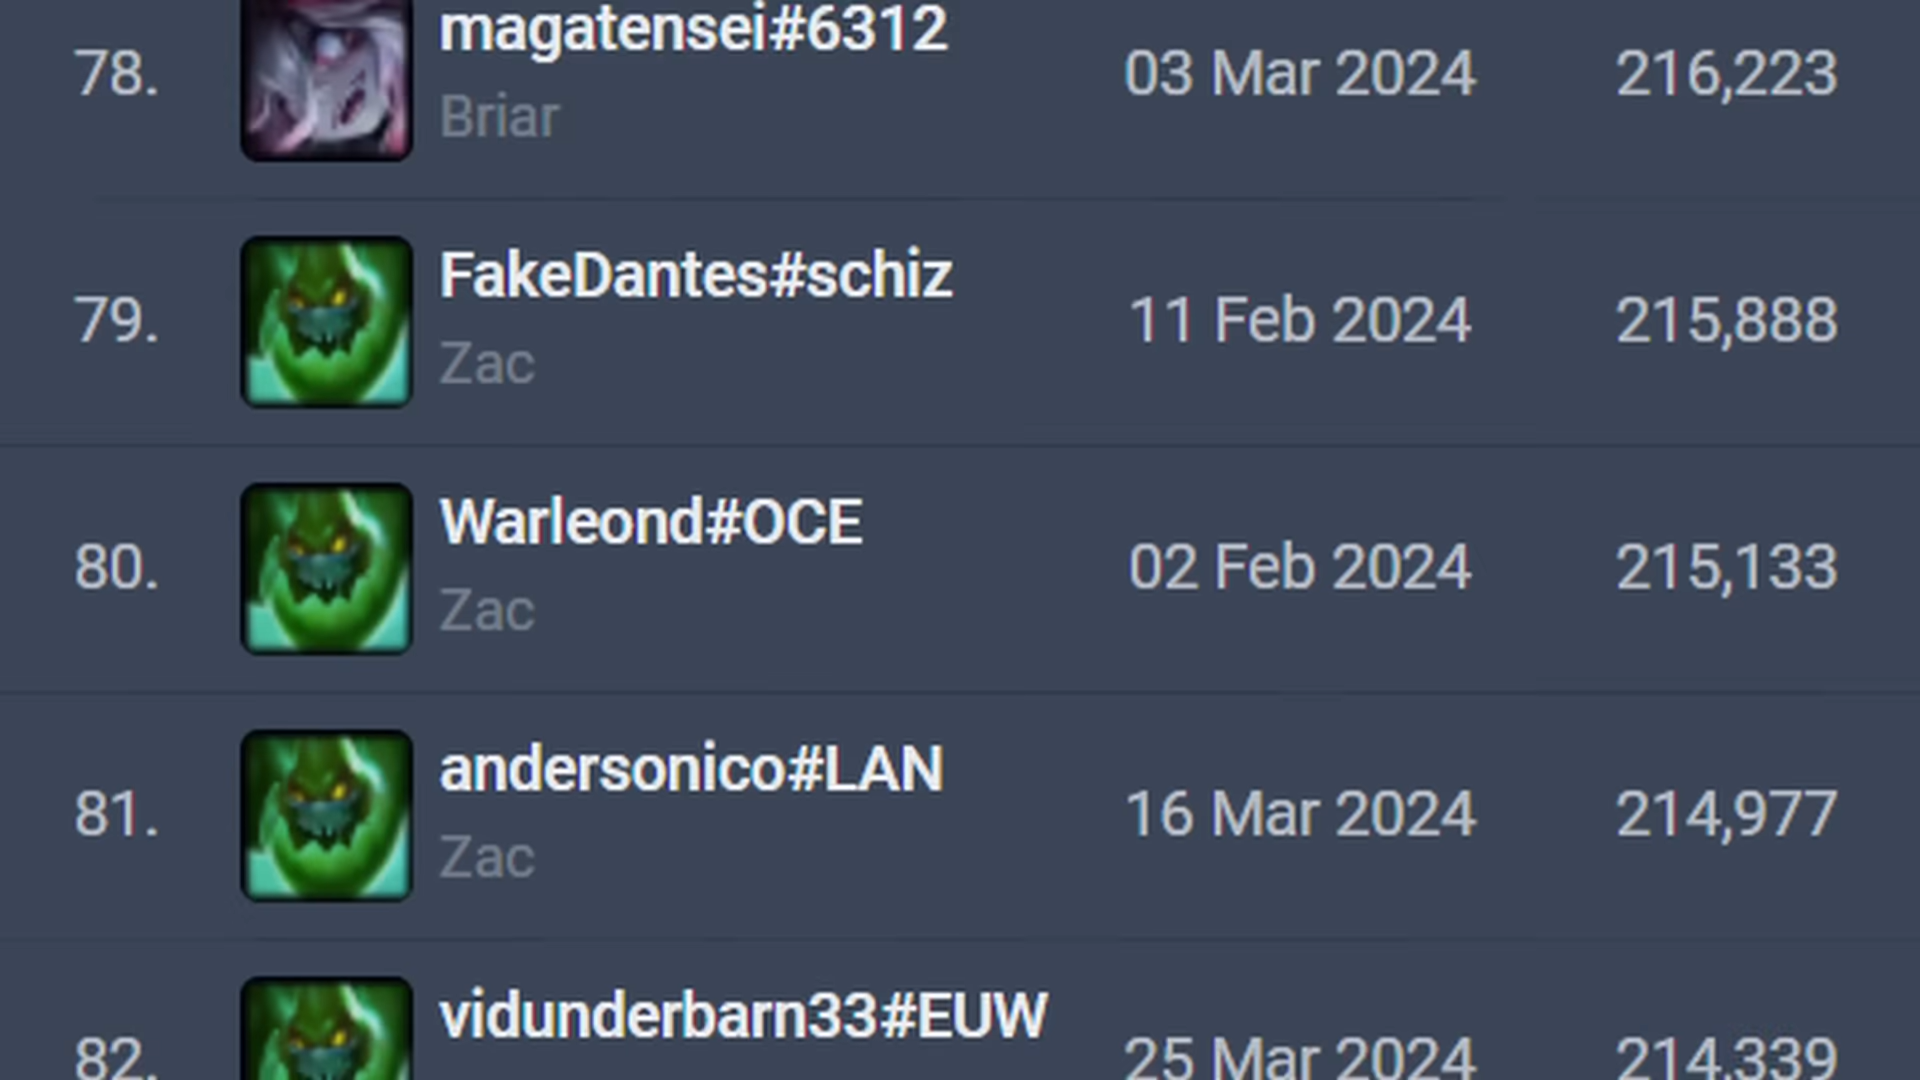 78. magatensei#6312 03 Mar 2024 216,223
Briar
79. FakeDantes#schiz 11 Feb 2024 215,888
Zac
80. Warleond#OCE 02 Feb 2024 215,133
Zac
81. andersonico#LAN 16 Mar 2024 214,977
Zac
82. vidunderbarn33#EUW 25 Mar 2024 214,339